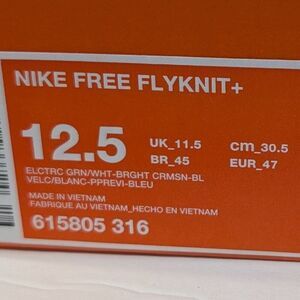 NIKE FREE FLYKNIT+
12.5 UK_11.5 cm_30.5
BR_45 EUR_47
ELCTRC GRN/WHT-BRGHT CRMSN-BL
VELC/BLANC-PPREVI-BLEU
MADE IN VIETNAM
FABRIQUE AU VIETNAM_HECHO EN VIETNAM
615805 316